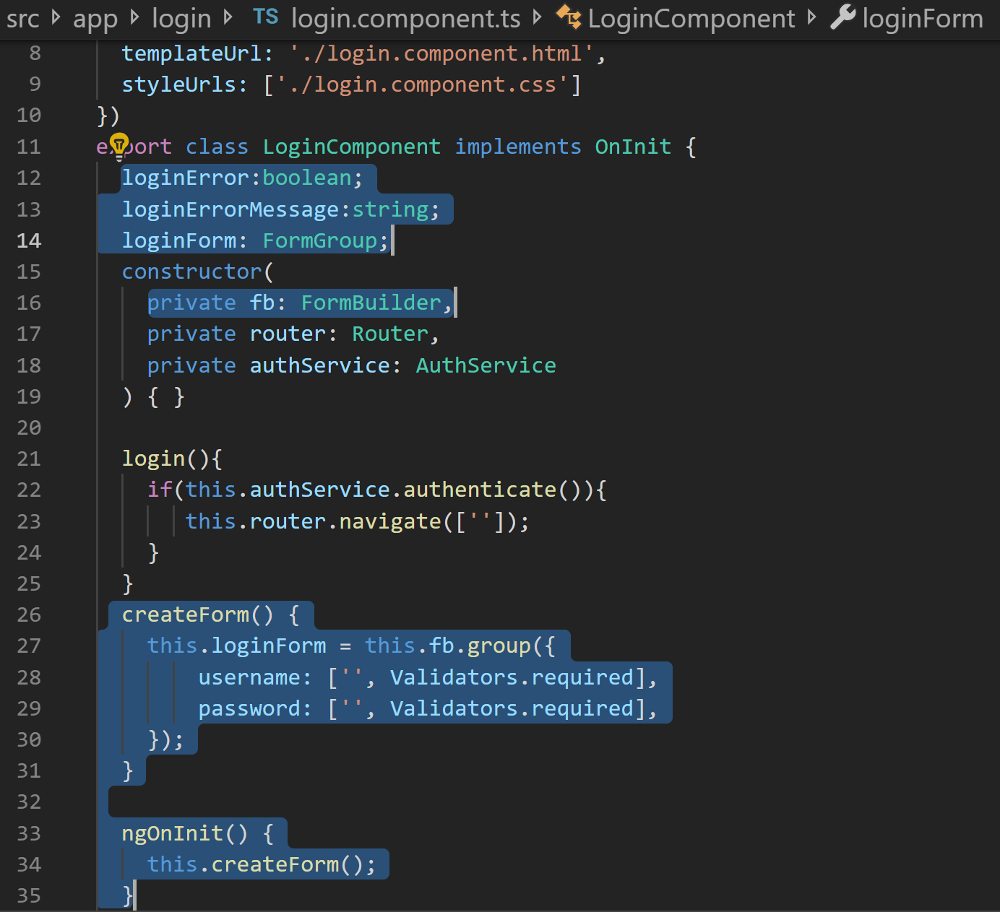 src app login TS login.component.ts LoginComponent loginForm
8 templateUrl: './login.component.html',
9 styleUrls: ['./login.component.css']
10 })
11 export class LoginComponent implements OnInit {
12 loginError:boolean;
13 loginErrorMessage:string;
14 loginForm: FormGroup;
15 constructor(
16 private fb: FormBuilder,
17 private router: Router,
18 private authService: AuthService
19 ) { }
20
21 login(){
22 if(this.authService.authenticate()){
23 this.router.navigate(['']);
24 }
25 }
26 createForm() {
27 this.loginForm = this.fb.group({
28 username: ['', Validators.required],
29 password: ['', Validators.required],
30 });
31 }
32
33 ngOnInit() {
34 this.createForm();
35 }